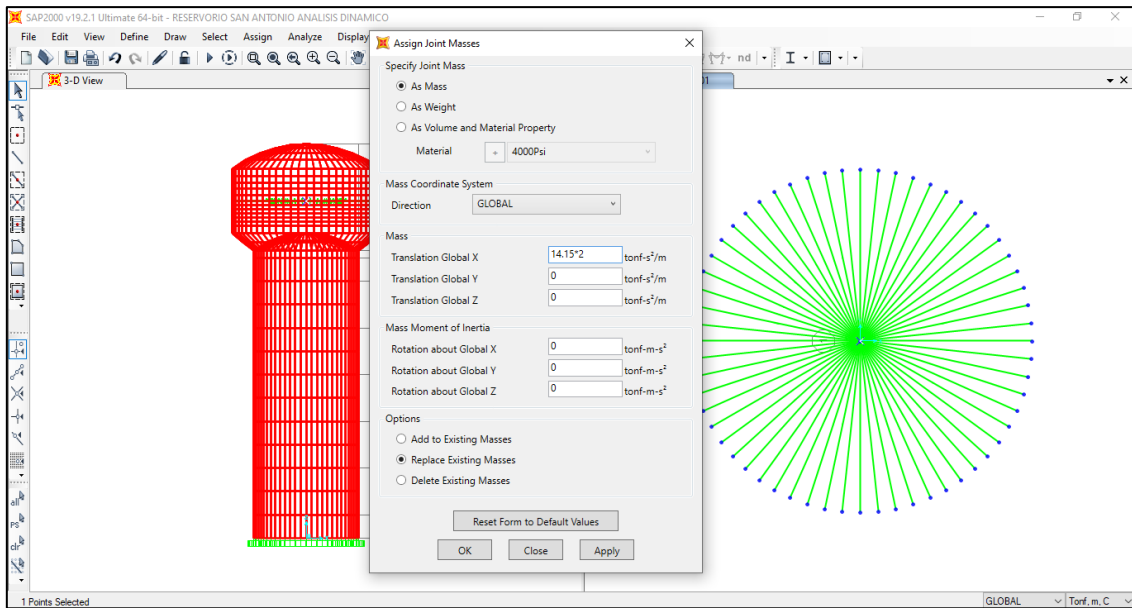 SAP2000 v19.2.1 Ultimate 64-bit - RESERVORIO SAN ANTONIO ANALISIS DINAMICO
File Edit View Define Draw Select Assign Analyze Display
nd
3-D View
Assign Joint Masses
Specify Joint Mass
As Mass
As Weight
As Volume and Material Property
Material + 4000Psi
Mass Coordinate System
Direction GLOBAL
Mass
Translation Global X 14.15*2 tonf-s²/m
Translation Global Y 0 tonf-s²/m
Translation Global Z 0 tonf-s²/m
Mass Moment of Inertia
Rotation about Global X 0 tonf-m-s²
Rotation about Global Y 0 tonf-m-s²
Rotation about Global Z 0 tonf-m-s²
Options
Add to Existing Masses
Replace Existing Masses
Delete Existing Masses
Reset Form to Default Values
OK Close Apply
all
PS
clr
1 Points Selected
GLOBAL Tonf, m, C